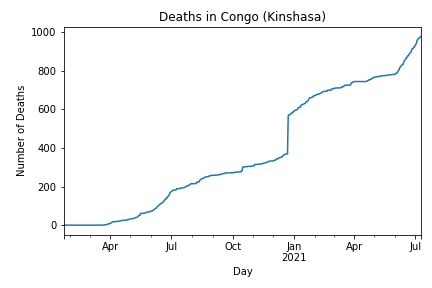 Deaths in Congo (Kinshasa)
1000
800
600
400
200
0
Number of Deaths
Apr Jul Oct Jan Apr Jul
2021
Day